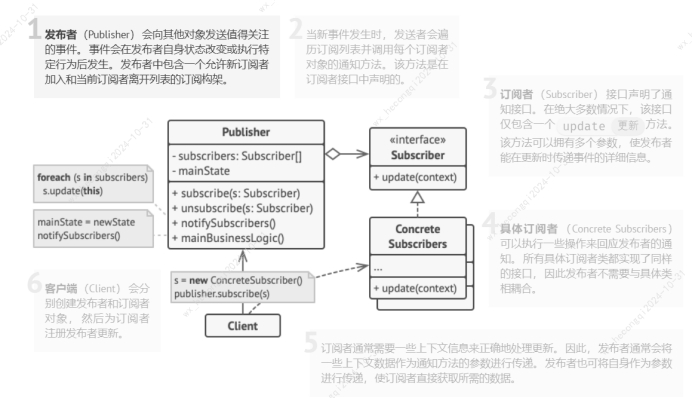 1
发布者 （Publisher） 会向其他对象发送值得关注
的事件。 事件会在发布者自身状态改变或执行特
定行为后发生。 发布者中包含一个允许新订阅者
加入和当前订阅者离开列表的订阅构架。
2
当新事件发生时， 发送者会遍
历订阅列表并调用每个订阅者
对象的通知方法。 该方法是在
订阅者接口中声明的。
3
订阅者 （Subscriber） 接口声明了通
知接口。 在绝大多数情况下， 该接口
仅包含一个 update 更新 方法。
该方法可以拥有多个参数， 使发布者
能在更新时传递事件的详细信息。
Publisher
- subscribers: Subscriber[]
- mainState
+ subscribe(s: Subscriber)
+ unsubscribe(s: Subscriber)
+ notifySubscribers()
+ mainBusinessLogic()
foreach (s in subscribers)
s.update(this)
mainState = newState
notifySubscribers()
«interface»
Subscriber
+ update(context)
Concrete
Subscribers
...
+ update(context)
4
具体订阅者 （Concrete Subscribers）
可以执行一些操作来回应发布者的通
知。 所有具体订阅者类都实现了同样
的接口， 因此发布者不需要与具体类
相耦合。
6
客户端 （Client） 会分
别创建发布者和订阅者
对象， 然后为订阅者
注册发布者更新。
s = new ConcreteSubscriber()
publisher.subscribe(s)
Client
5
订阅者通常需要一些上下文信息来正确地处理更新。 因此， 发布者通常会将
一些上下文数据作为通知方法的参数进行传递。 发布者也可将自身作为参数
进行传递， 使订阅者直接获取所需的数据。